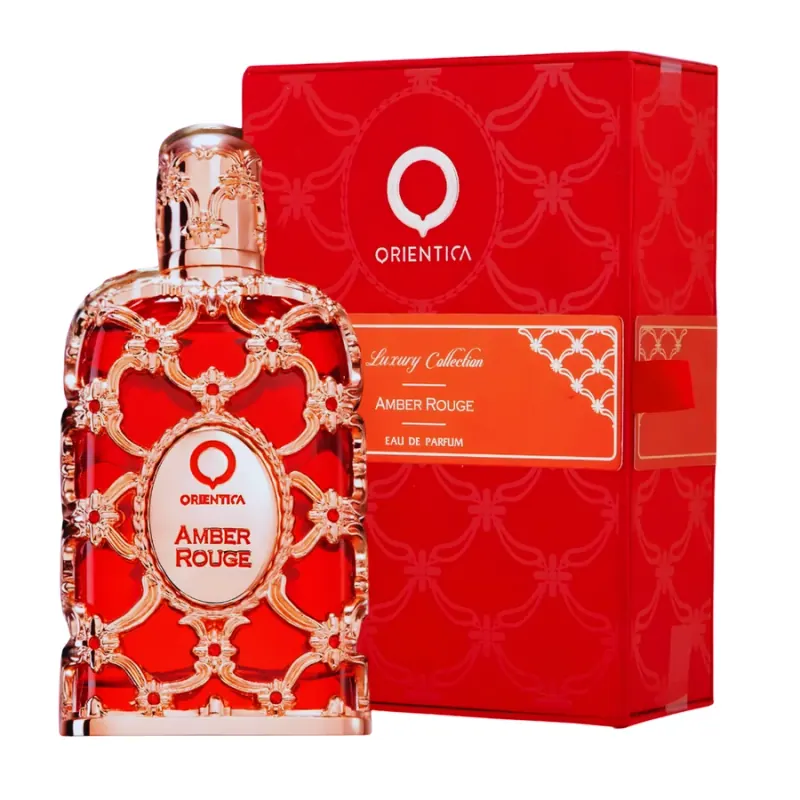 ORIENTICA
Luxury Collection
AMBER ROUGE
EAU DE PARFUM
ORIENTICA
AMBER
ROUGE